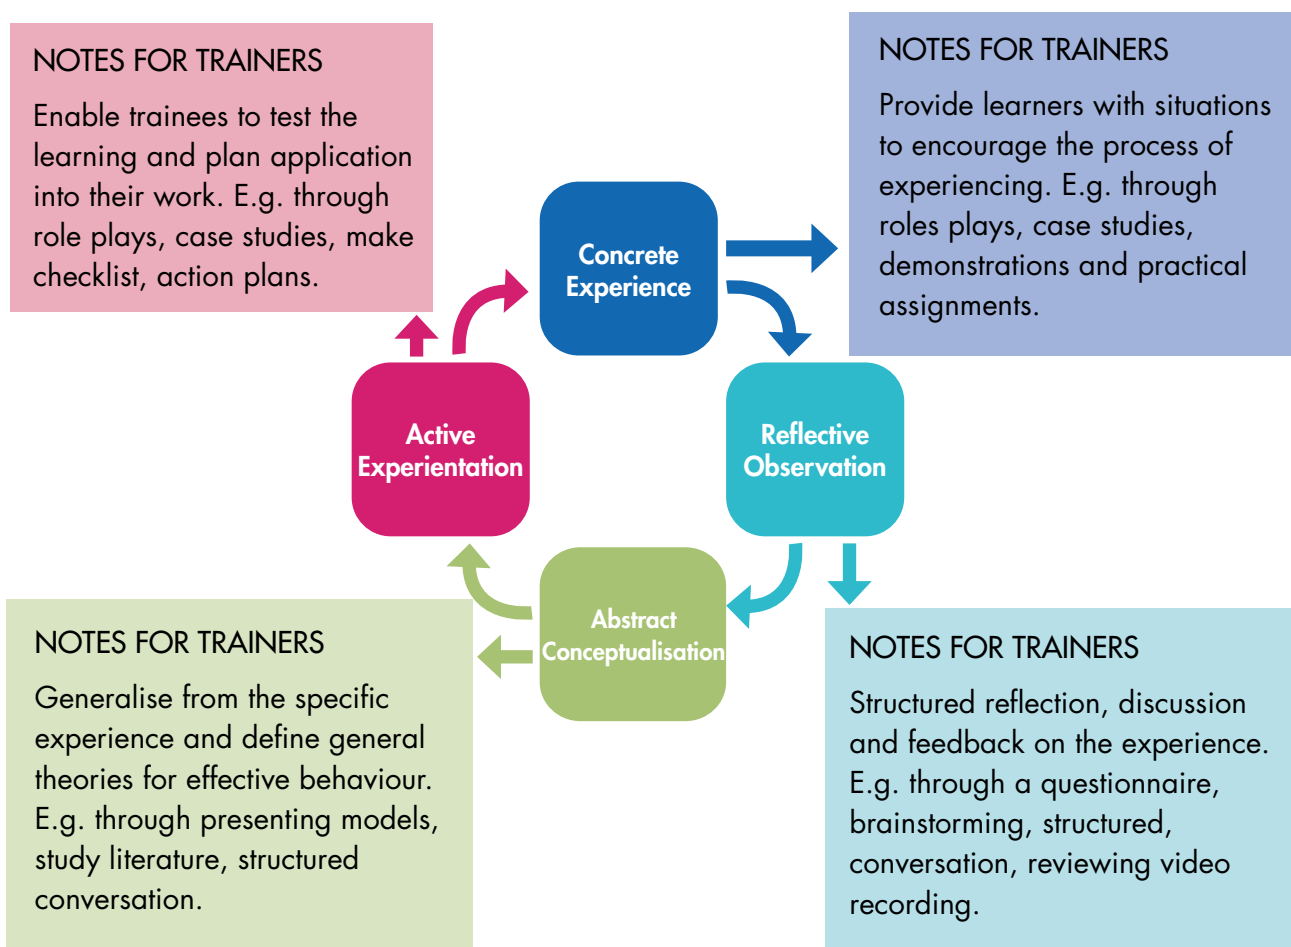 NOTES FOR TRAINERS
Enable trainees to test the
learning and plan application
into their work. E.g. through
role plays, case studies, make
checklist, action plans.
NOTES FOR TRAINERS
Provide learners with situations
to encourage the process of
experiencing. E.g. through
roles plays, case studies,
demonstrations and practical
assignments.
Concrete
Experience
Active
Experientation
Reflective
Observation
Abstract
Conceptualisation
NOTES FOR TRAINERS
Generalise from the specific
experience and define general
theories for effective behaviour.
E.g. through presenting models,
study literature, structured
conversation.
NOTES FOR TRAINERS
Structured reflection, discussion
and feedback on the experience.
E.g. through a questionnaire,
brainstorming, structured,
conversation, reviewing video
recording.